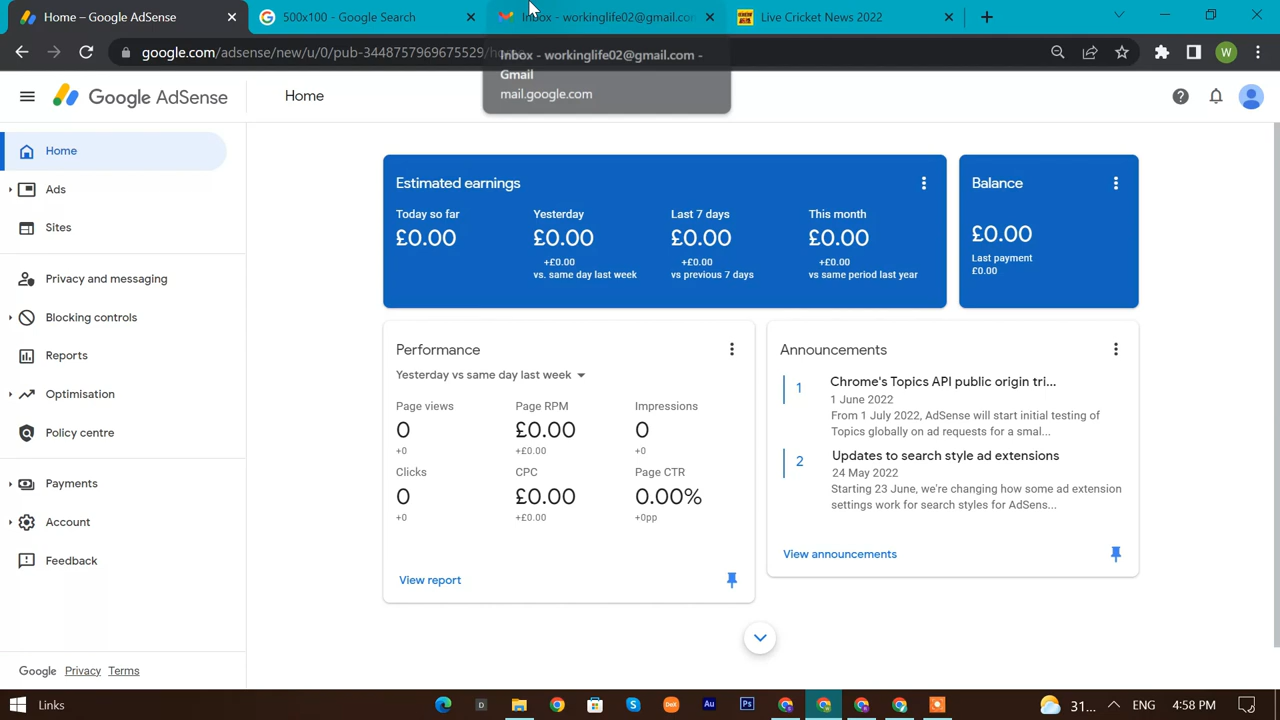 Home – Google AdSense
500x100 - Google Search
Inbox - workinglife02@gmail.con
Live Cricket News 2022
google.com/adsense/new/u/0/pub-3448757969675529/
W
Inbox - workinglife02@gmail.com -
Gmail
mail.google.com
Google AdSense
Home
Home
Ads
Sites
Privacy and messaging
Blocking controls
Reports
Optimisation
Policy centre
Payments
Account
Feedback
Google Privacy Terms
Estimated earnings
Today so far
£0.00
Yesterday
£0.00
+£0.00
vs. same day last week
Last 7 days
£0.00
+£0.00
vs previous 7 days
This month
£0.00
+£0.00
vs same period last year
Balance
£0.00
Last payment
£0.00
Performance
Yesterday vs same day last week
Page views
0
+0
Page RPM
£0.00
+£0.00
Impressions
0
+0
Clicks
0
+0
CPC
£0.00
+£0.00
Page CTR
0.00%
+0pp
View report
Announcements
1
Chrome's Topics API public origin tri...
1 June 2022
From 1 July 2022, AdSense will start initial testing of
Topics globally on ad requests for a smal...
2
Updates to search style ad extensions
24 May 2022
Starting 23 June, we're changing how some ad extension
settings work for search styles for AdSens...
View announcements
Links
D
DeX
Au
Ps
31...
ENG
4:58 PM